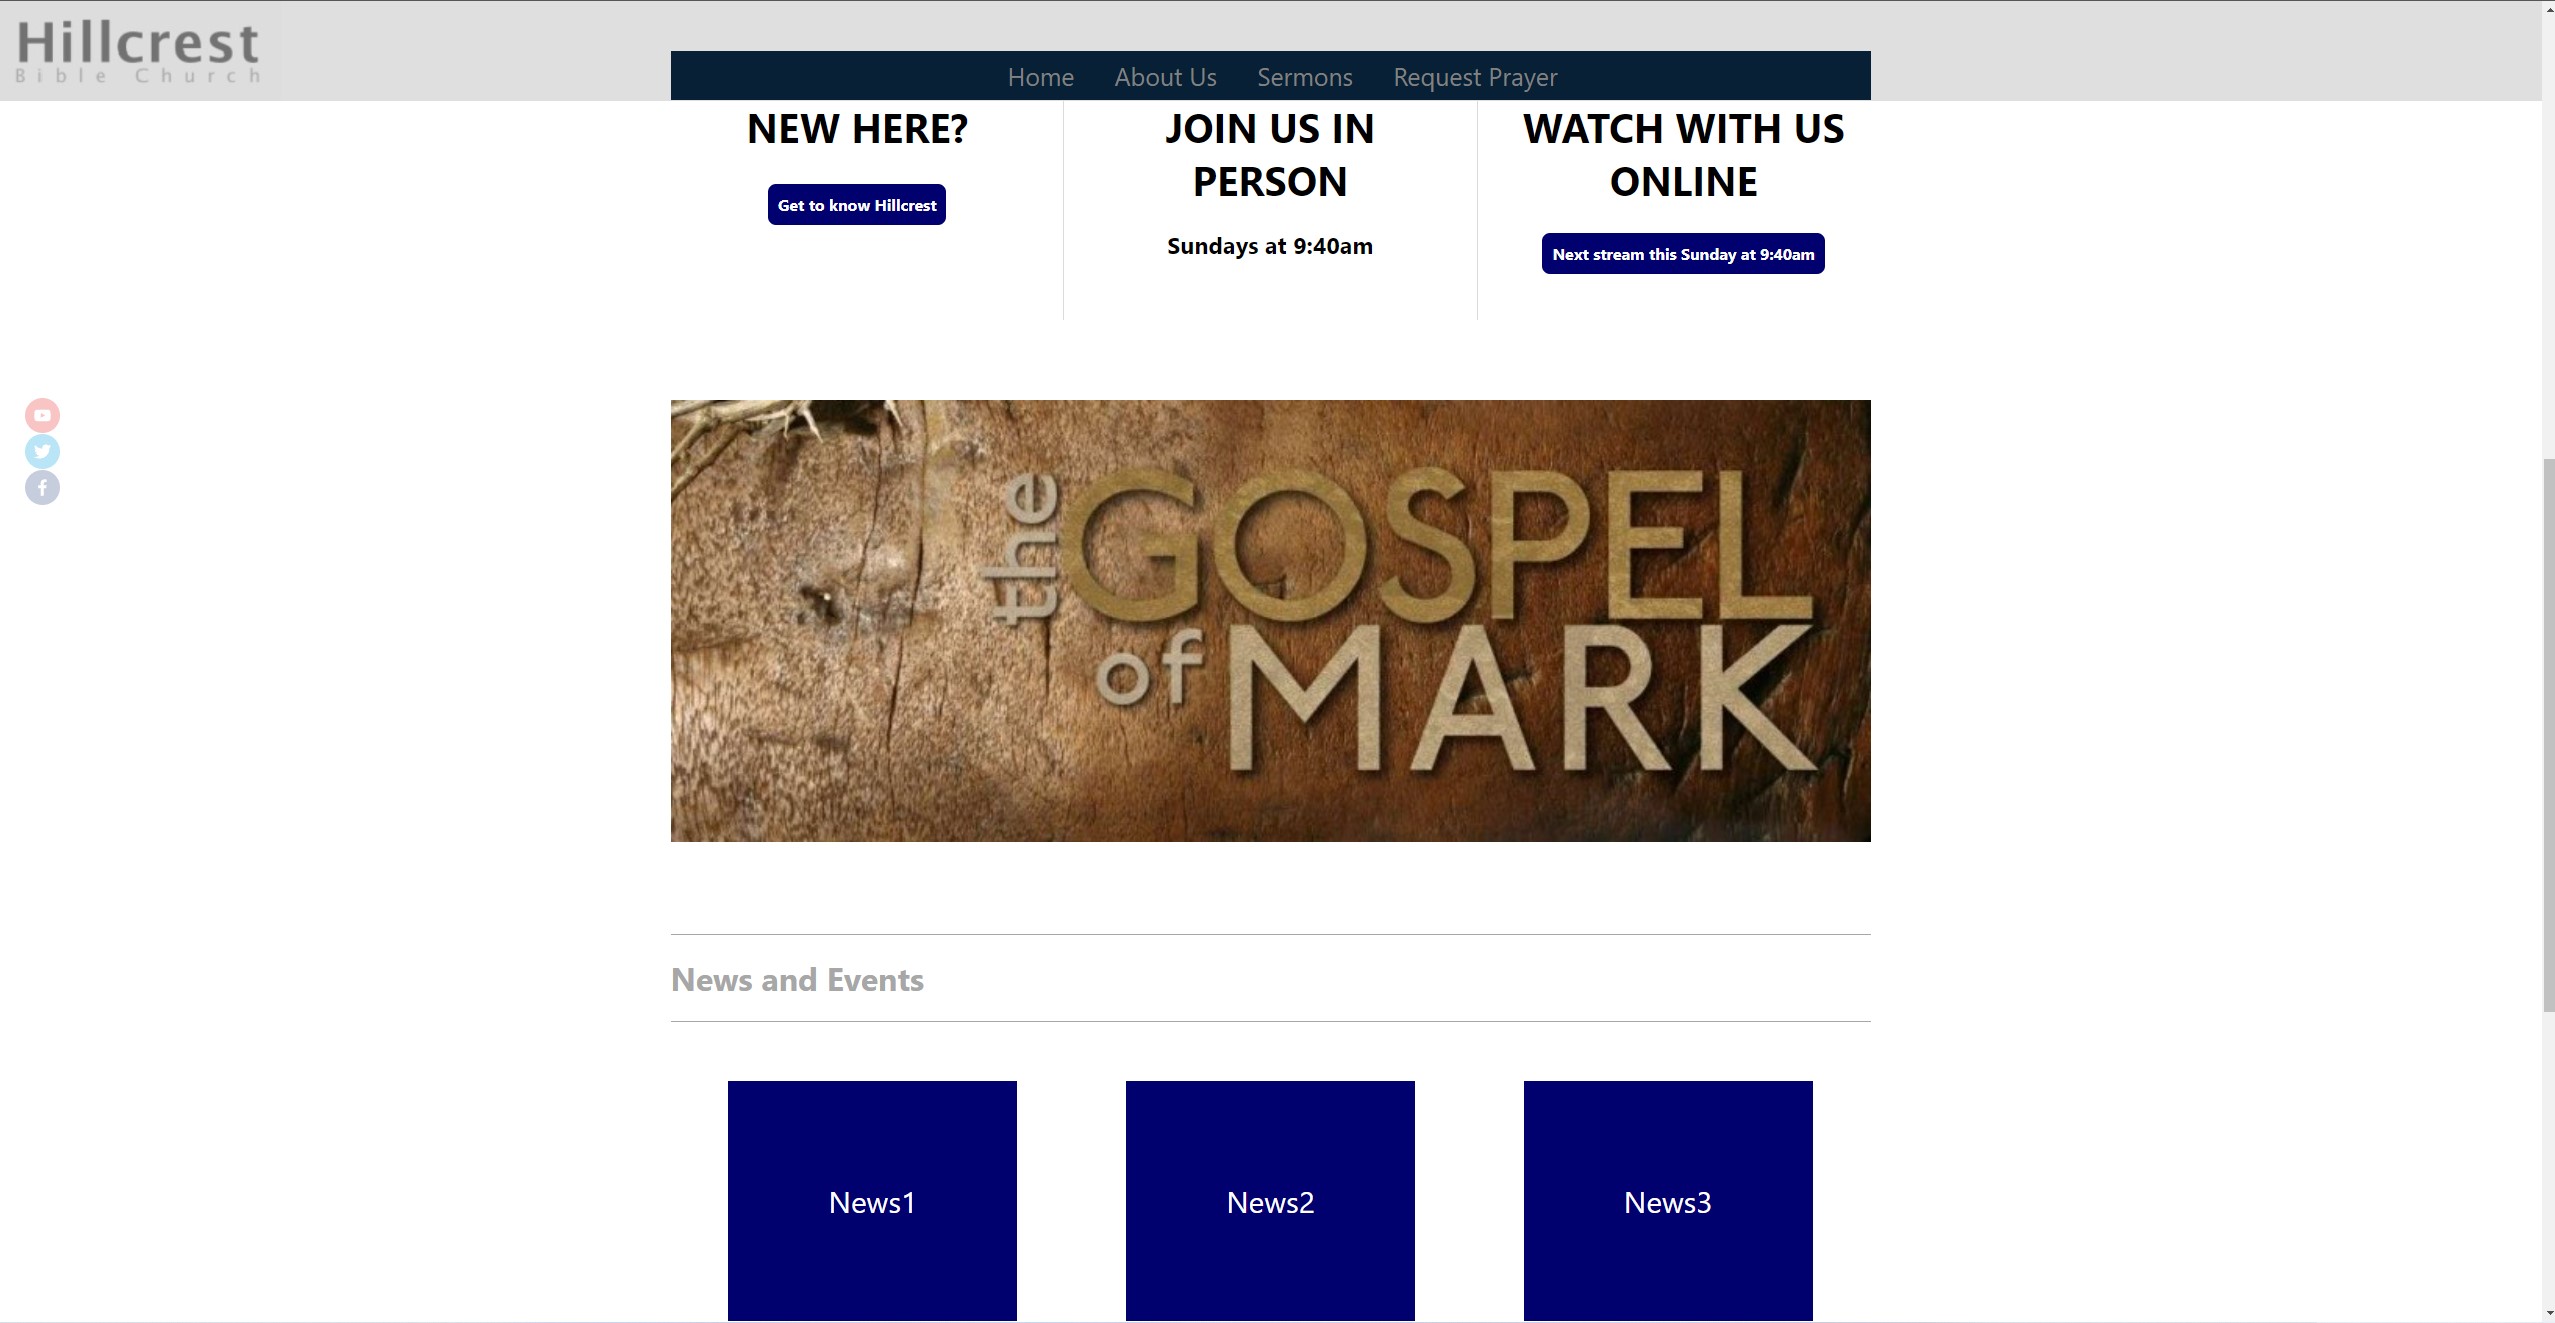 Hillcrest
Bible Church
Home About Us Sermons Request Prayer
NEW HERE?
Get to know Hillcrest
JOIN US IN
PERSON
Sundays at 9:40am
WATCH WITH US
ONLINE
Next stream this Sunday at 9:40am
the GOSPEL
of MARK
News and Events
News1
News2
News3